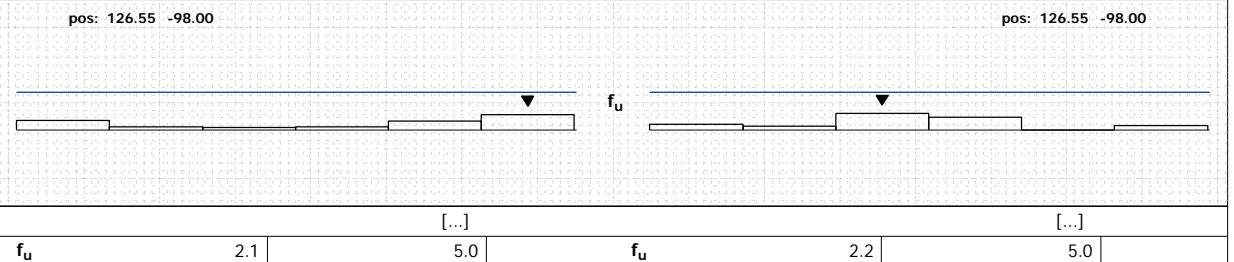 pos: 126.55 -98.00 pos: 126.55 -98.00
fu
[...] [...]
fu 2.1 5.0 fu 2.2 5.0